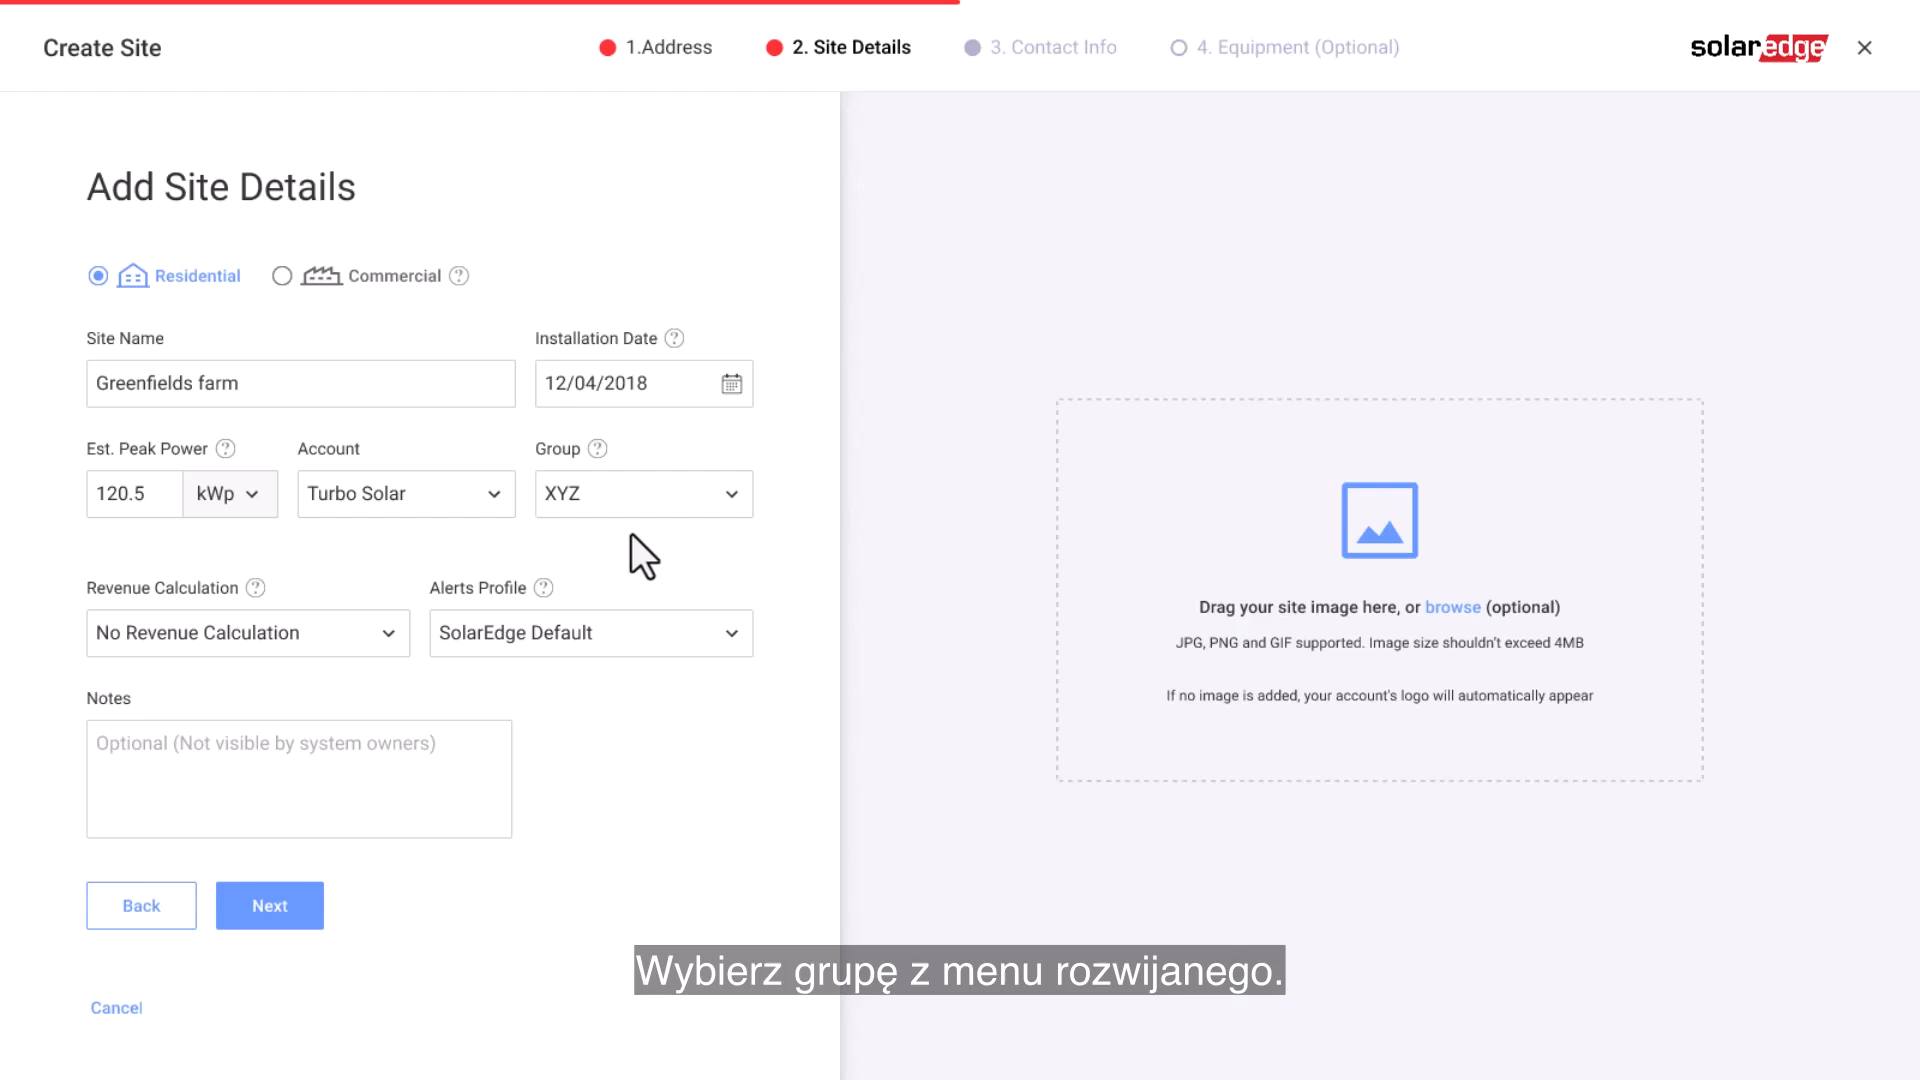 Create Site
1.Address
2. Site Details
3. Contact Info
4. Equipment (Optional)
solaredge
Add Site Details
Residential
Commercial ?
Site Name
Installation Date ?
Greenfields farm
12/04/2018
Est. Peak Power ?
Account
Group ?
120.5
kWp
Turbo Solar
XYZ
Revenue Calculation ?
Alerts Profile ?
No Revenue Calculation
SolarEdge Default
Notes
Optional (Not visible by system owners)
Back
Next
Cancel
Drag your site image here, or browse (optional)
JPG, PNG and GIF supported. Image size shouldn't exceed 4MB
If no image is added, your account's logo will automatically appear
Wybierz grupę z menu rozwijanego.